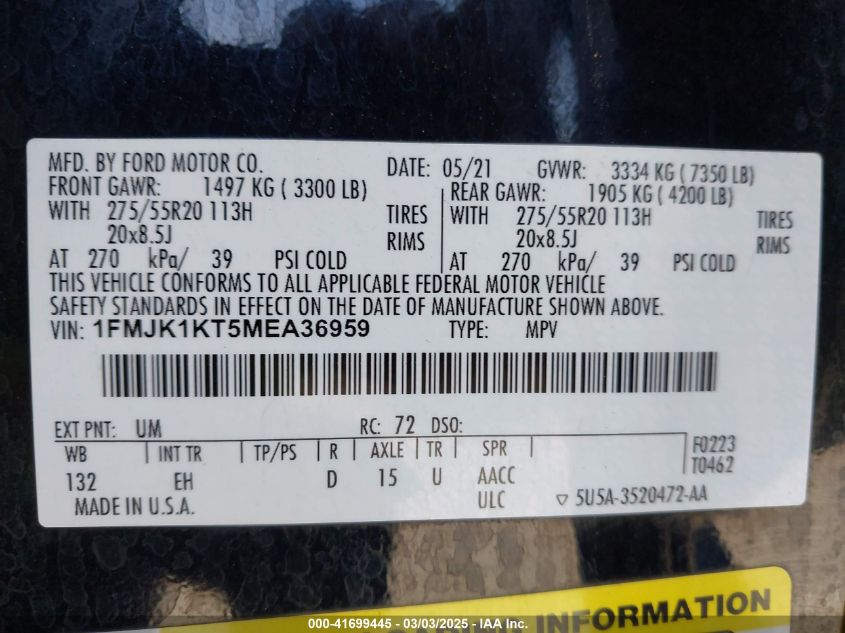 MFD. BY FORD MOTOR CO. DATE: 05/21 GVWR: 3334 KG ( 7350 LB)
FRONT GAWR: 1497 KG ( 3300 LB) REAR GAWR: 1905 KG ( 4200 LB)
WITH 275/55R20 113H TIRES WITH 275/55R20 113H TIRES
20x8.5J RIMS 20x8.5J RIMS
AT 270 kPa/ 39 PSI COLD AT 270 kPa/ 39 PSI COLD
THIS VEHICLE CONFORMS TO ALL APPLICABLE FEDERAL MOTOR VEHICLE
SAFETY STANDARDS IN EFFECT ON THE DATE OF MANUFACTURE SHOWN ABOVE.
VIN: 1FMJK1KT5MEA36959 TYPE: MPV
EXT PNT: UM RC: 72 DSO:
WB INT TR TP/PS R AXLE TR SPR F0223
T0462
132 EH D 15 U AACC
MADE IN U.S.A. ULC ▽ 5U5A-3520472-AA
INFORMATION
000-41699445 - 03/03/2025 - IAA Inc.